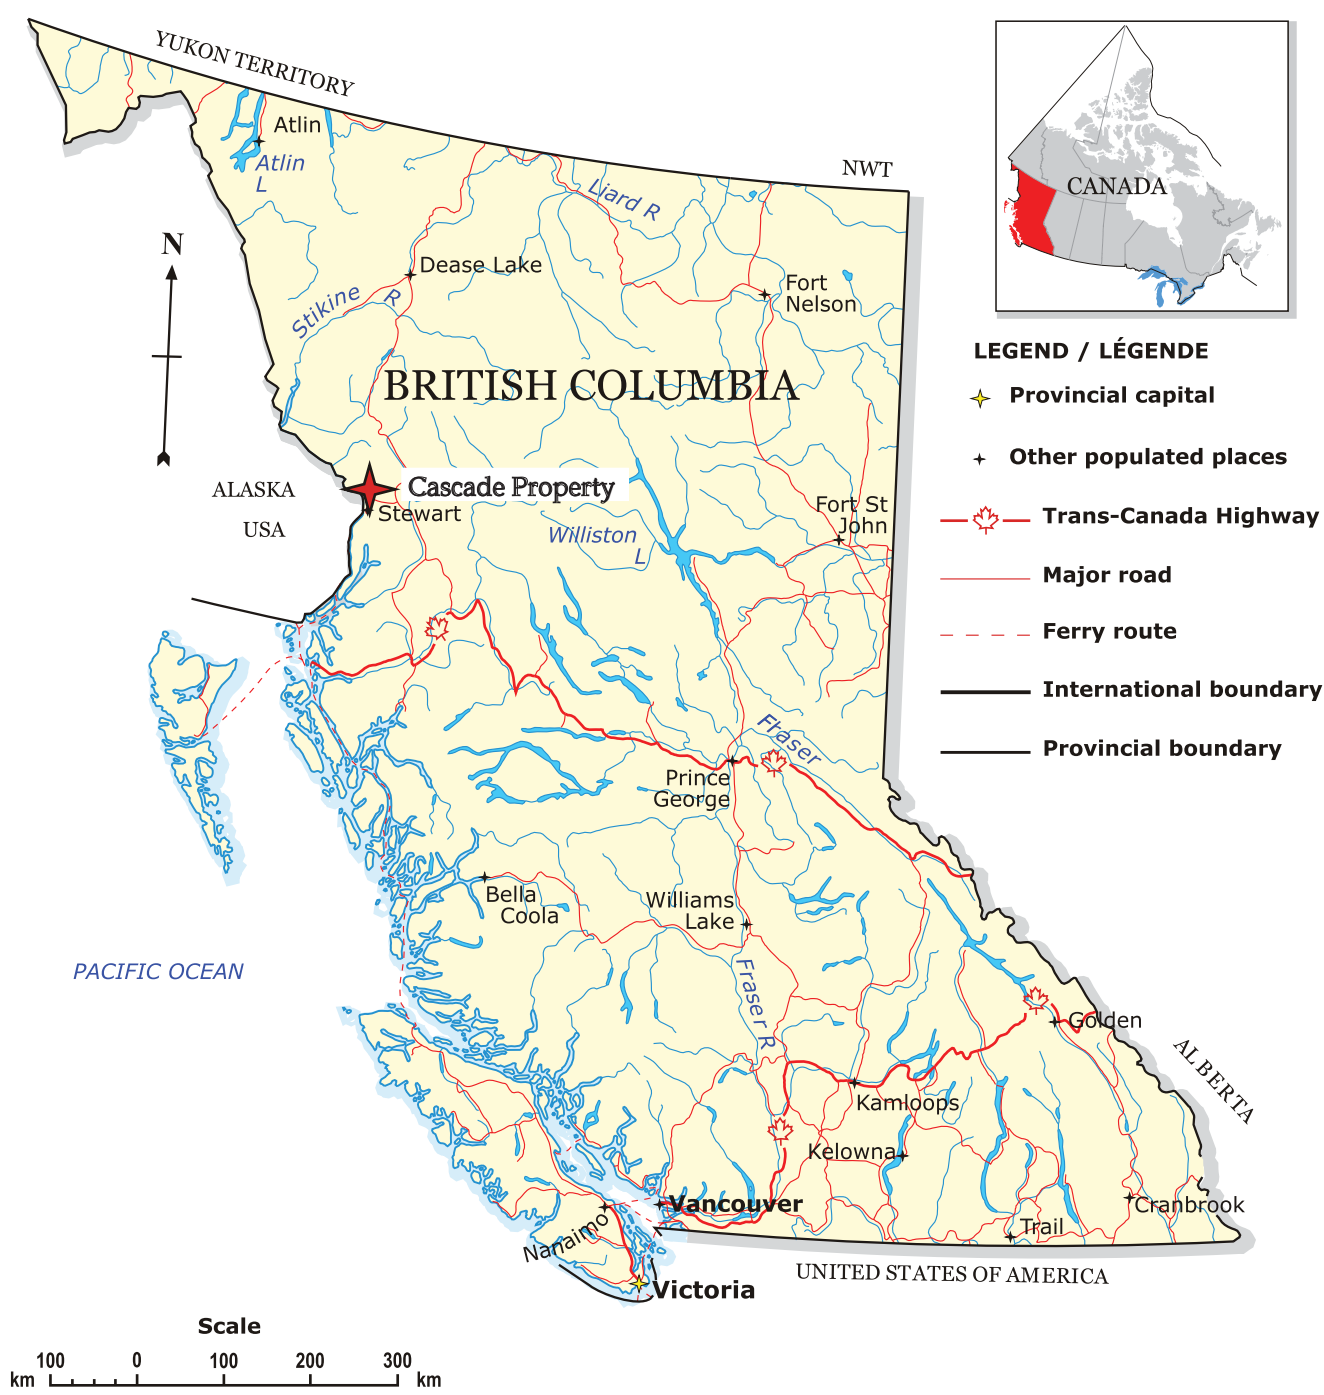 YUKON TERRITORY
NWT
Atlin
Atlin
L
Liard R
N
Dease Lake
Stikine
R
Fort
Nelson
BRITISH COLUMBIA
ALASKA
USA
Cascade Property
Stewart
Williston
L
Fort St
John
Fraser
Prince
George
Bella
Coola
Williams
Lake
PACIFIC OCEAN
Fraser R
Golden
ALBERTA
Kamloops
Kelowna
Vancouver
Cranbrook
Trail
Nanaimo
Victoria
UNITED STATES OF AMERICA
CANADA
LEGEND / LÉGENDE
Provincial capital
Other populated places
Trans-Canada Highway
Major road
Ferry route
International boundary
Provincial boundary
Scale
100 0 100 200 300
km km